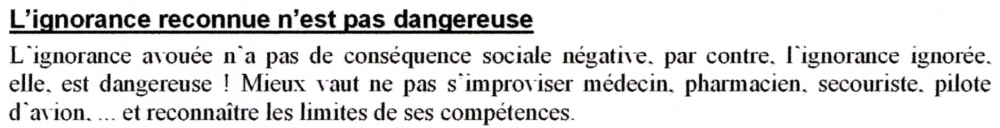 L'ignorance reconnue n'est pas dangereuse
L'ignorance avouée n'a pas de conséquence sociale négative, par contre, l'ignorance ignorée,
elle, est dangereuse ! Mieux vaut ne pas s'improviser médecin, pharmacien, secouriste, pilote
d'avion, ... et reconnaître les limites de ses compétences.